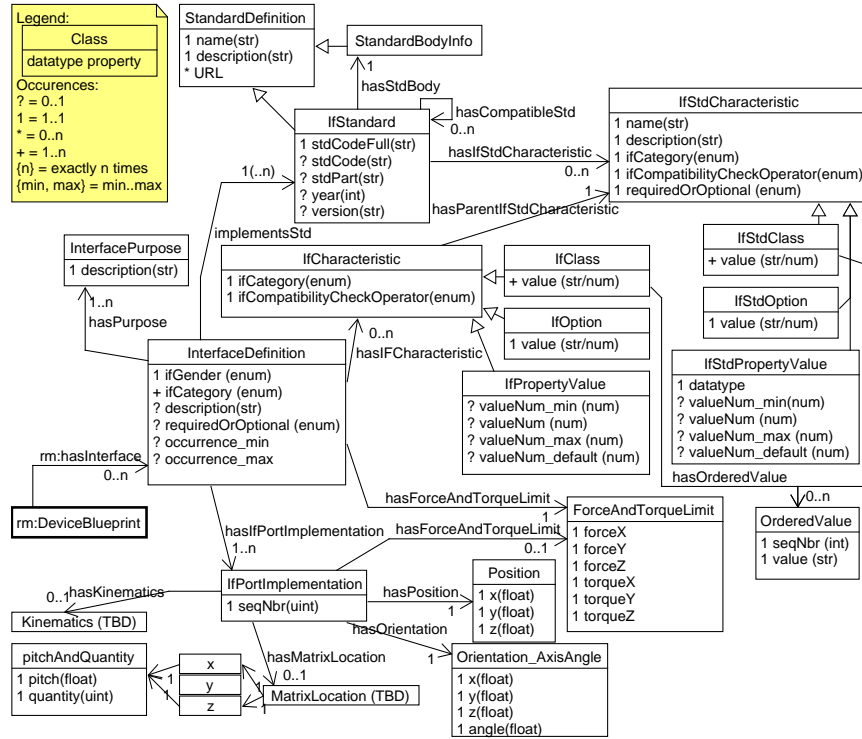 Legend:
Class
datatype property
Occurences:
? = 0..1
1 = 1..1
* = 0..n
+ = 1..n
{n} = exactly n times
{min, max} = min..max
StandardDefinition
1 name(str)
1 description(str)
* URL
StandardBodyInfo
1
hasStdBody
IfStandard
1 stdCodeFull(str)
? stdCode(str)
? stdPart(str)
? year(int)
? version(str)
hasCompatibleStd
0..n
hasIfStdCharacteristic
0..n
IfStdCharacteristic
1 name(str)
1 description(str)
1 ifCategory(enum)
1 ifCompatibilityCheckOperator(enum)
1 requiredOrOptional (enum)
1
hasParentIfStdCharacteristic
1(..n)
implementsStd
InterfacePurpose
1 description(str)
1..n
hasPurpose
IfCharacteristic
1 ifCategory(enum)
1 ifCompatibilityCheckOperator(enum)
IfClass
+ value (str/num)
IfOption
1 value (str/num)
IfStdClass
+ value (str/num)
IfStdOption
1 value (str/num)
0..n
hasIFCharacteristic
InterfaceDefinition
1 ifGender (enum)
+ ifCategory (enum)
? description(str)
? requiredOrOptional (enum)
? occurrence_min
? occurrence_max
IfPropertyValue
? valueNum_min (num)
? valueNum (num)
? valueNum_max (num)
? valueNum_default (num)
IfStdPropertyValue
1 datatype
? valueNum_min(num)
? valueNum (num)
? valueNum_max (num)
? valueNum_default (num)
hasOrderedValue
0..n
OrderedValue
1 seqNbr (int)
1 value (str)
rm:hasInterface
0..n
rm:DeviceBlueprint
hasForceAndTorqueLimit
1
ForceAndTorqueLimit
1 forceX
1 forceY
1 forceZ
1 torqueX
1 torqueY
1 torqueZ
hasIfPortImplementation
1..n
hasForceAndTorqueLimit
0..1
IfPortImplementation
1 seqNbr(uint)
hasKinematics
0..1
Kinematics (TBD)
hasPosition
1
Position
1 x(float)
1 y(float)
1 z(float)
hasOrientation
1
Orientation_AxisAngle
1 x(float)
1 y(float)
1 z(float)
1 angle(float)
hasMatrixLocation
0..1
MatrixLocation (TBD)
pitchAndQuantity
1 pitch(float)
1 quantity(uint)
x
y
z
1
1
1
1
1